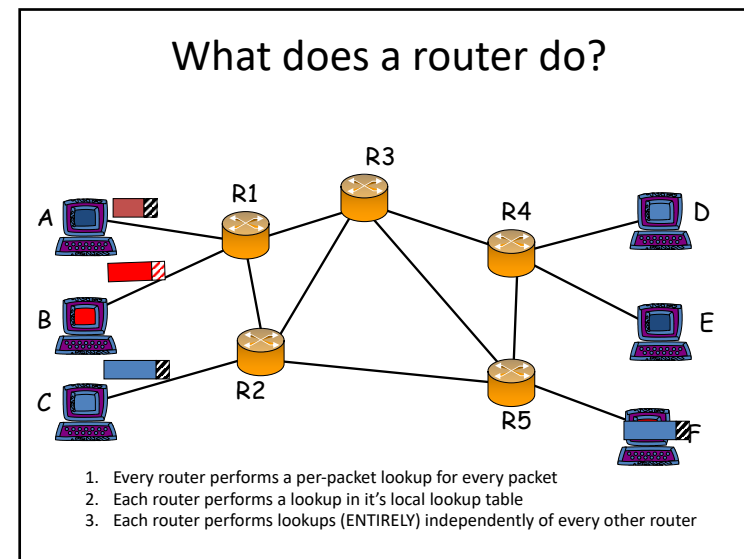 What does a router do?
R3
R1
A
R4
D
B
E
R2
C
R5
F
1. Every router performs a per-packet lookup for every packet
2. Each router performs a lookup in it's local lookup table
3. Each router performs lookups (ENTIRELY) independently of every other router